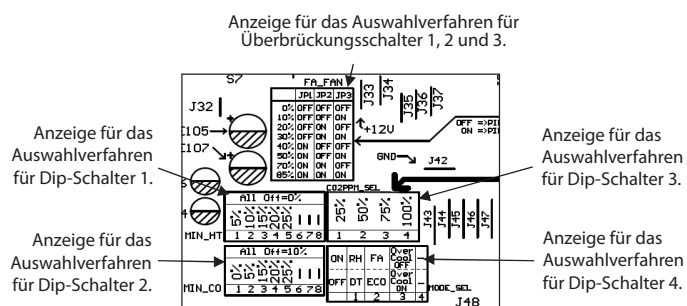 Anzeige für das Auswahlverfahren für
Überbrückungsschalter 1, 2 und 3.
S7
FA_FAN
JP1 JP2 JP3
0% OFF OFF OFF
10% OFF OFF ON
20% OFF ON OFF
30% OFF ON ON
40% ON OFF OFF
50% ON OFF ON
70% ON ON OFF
85% ON ON ON
J32
J33
J34
J35
J36
J37
+12V
OFF =>
ON =>
GND
J42
Anzeige für das
Auswahlverfahren
für Dip-Schalter 1.
Anzeige für das
Auswahlverfahren
für Dip-Schalter 3.
All Off=0%
5% 10% 15% 20% 25%
1 2 3 4 5 6 7 8
MIN_HT
CO2PPM_SEL
25% 50% 75% 100%
1 2 3 4
J43
J44
J45
J46
J47
Anzeige für das
Auswahlverfahren
für Dip-Schalter 2.
Anzeige für das
Auswahlverfahren
für Dip-Schalter 4.
All Off=10%
0% 5% 15% 20% 25%
1 2 3 4 5 6 7 8
MIN_CO
ON RH FA Over Cool OFF
OFF DT ECO Over Cool ON
1 2 3 4
MODE_SEL
J48